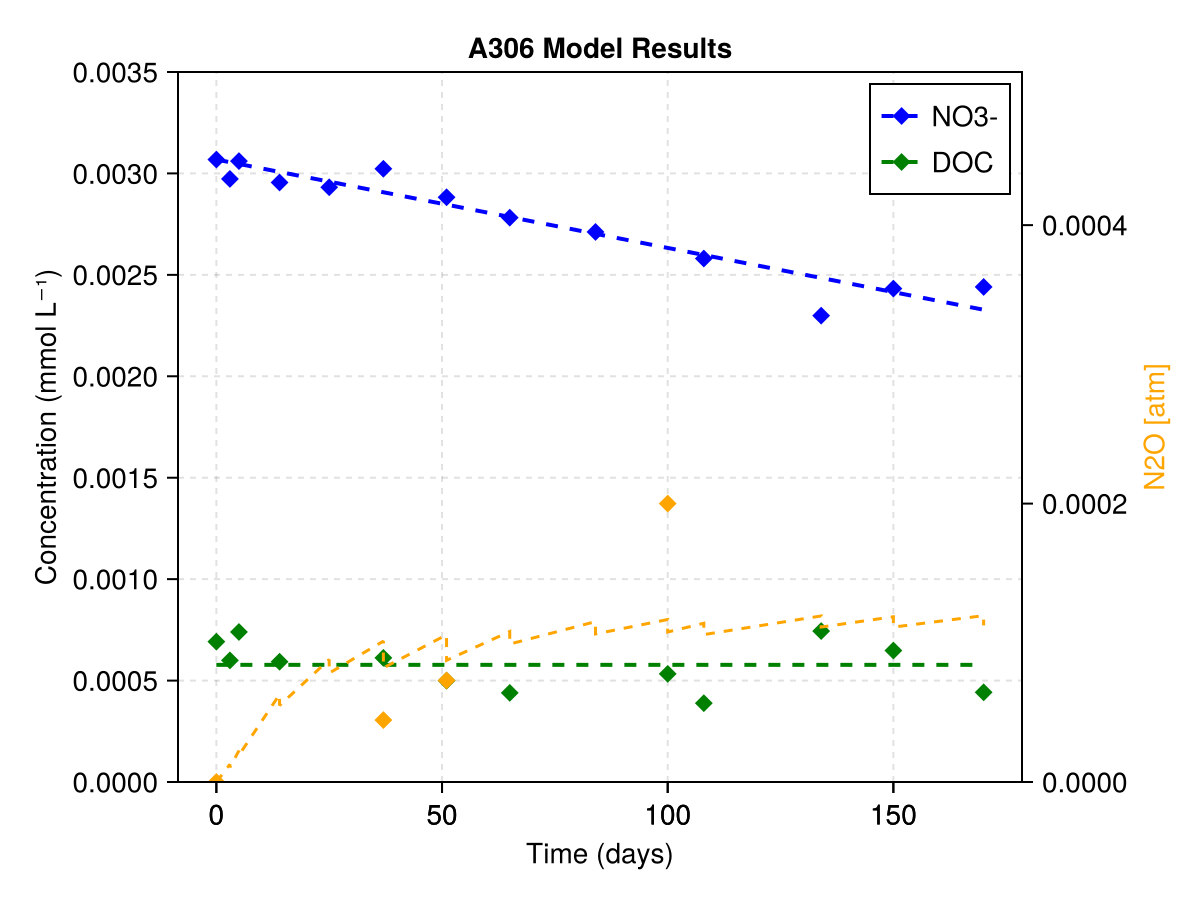 A306 Model Results
0.0035
0.0030
0.0025
0.0020
0.0015
0.0010
0.0005
0.0000
Concentration (mmol L⁻¹)
NO3-
DOC
0.0004
0.0002
0.0000
N2O [atm]
0
50
100
150
Time (days)